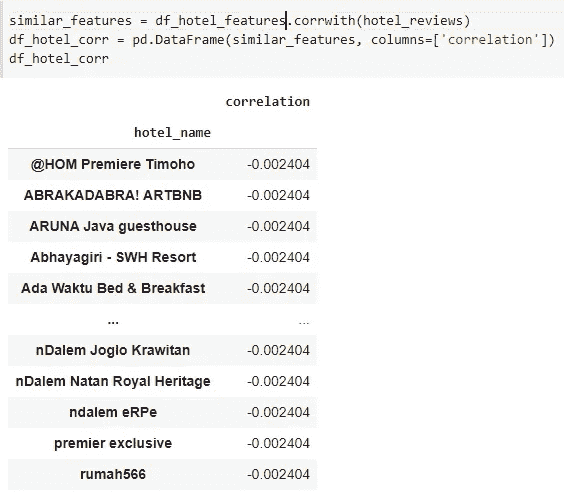 similar_features = df_hotel_features.corrwith(hotel_reviews)
df_hotel_corr = pd.DataFrame(similar_features, columns=['correlation'])
df_hotel_corr
correlation
hotel_name
@HOM Premiere Timoho -0.002404
ABRAKADABRA! ARTBNB -0.002404
ARUNA Java guesthouse -0.002404
Abhayagiri - SWH Resort -0.002404
Ada Waktu Bed & Breakfast -0.002404
... ...
nDalem Joglo Krawitan -0.002404
nDalem Natan Royal Heritage -0.002404
ndalem eRPe -0.002404
premier exclusive -0.002404
rumah566 -0.002404